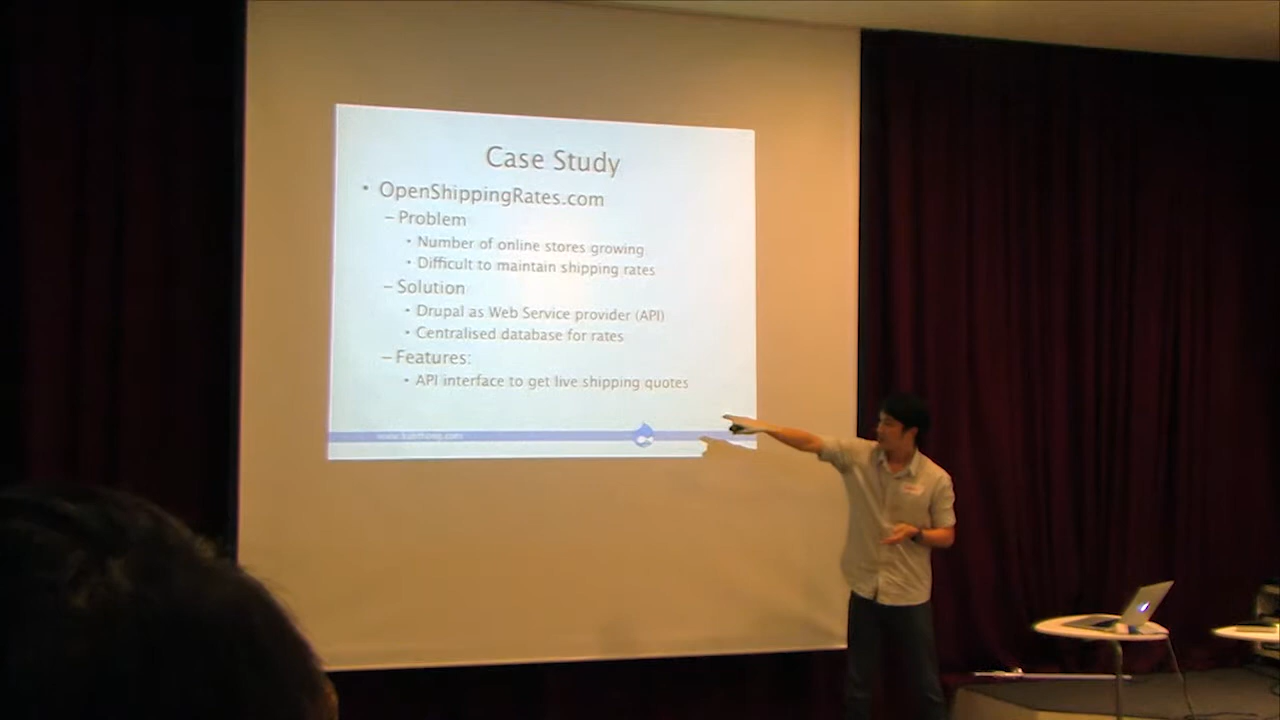 Case Study
• OpenShippingRates.com
– Problem
• Number of online stores growing
• Difficult to maintain shipping rates
– Solution
• Drupal as Web Service provider (API)
• Centralised database for rates
– Features:
• API interface to get live shipping quotes